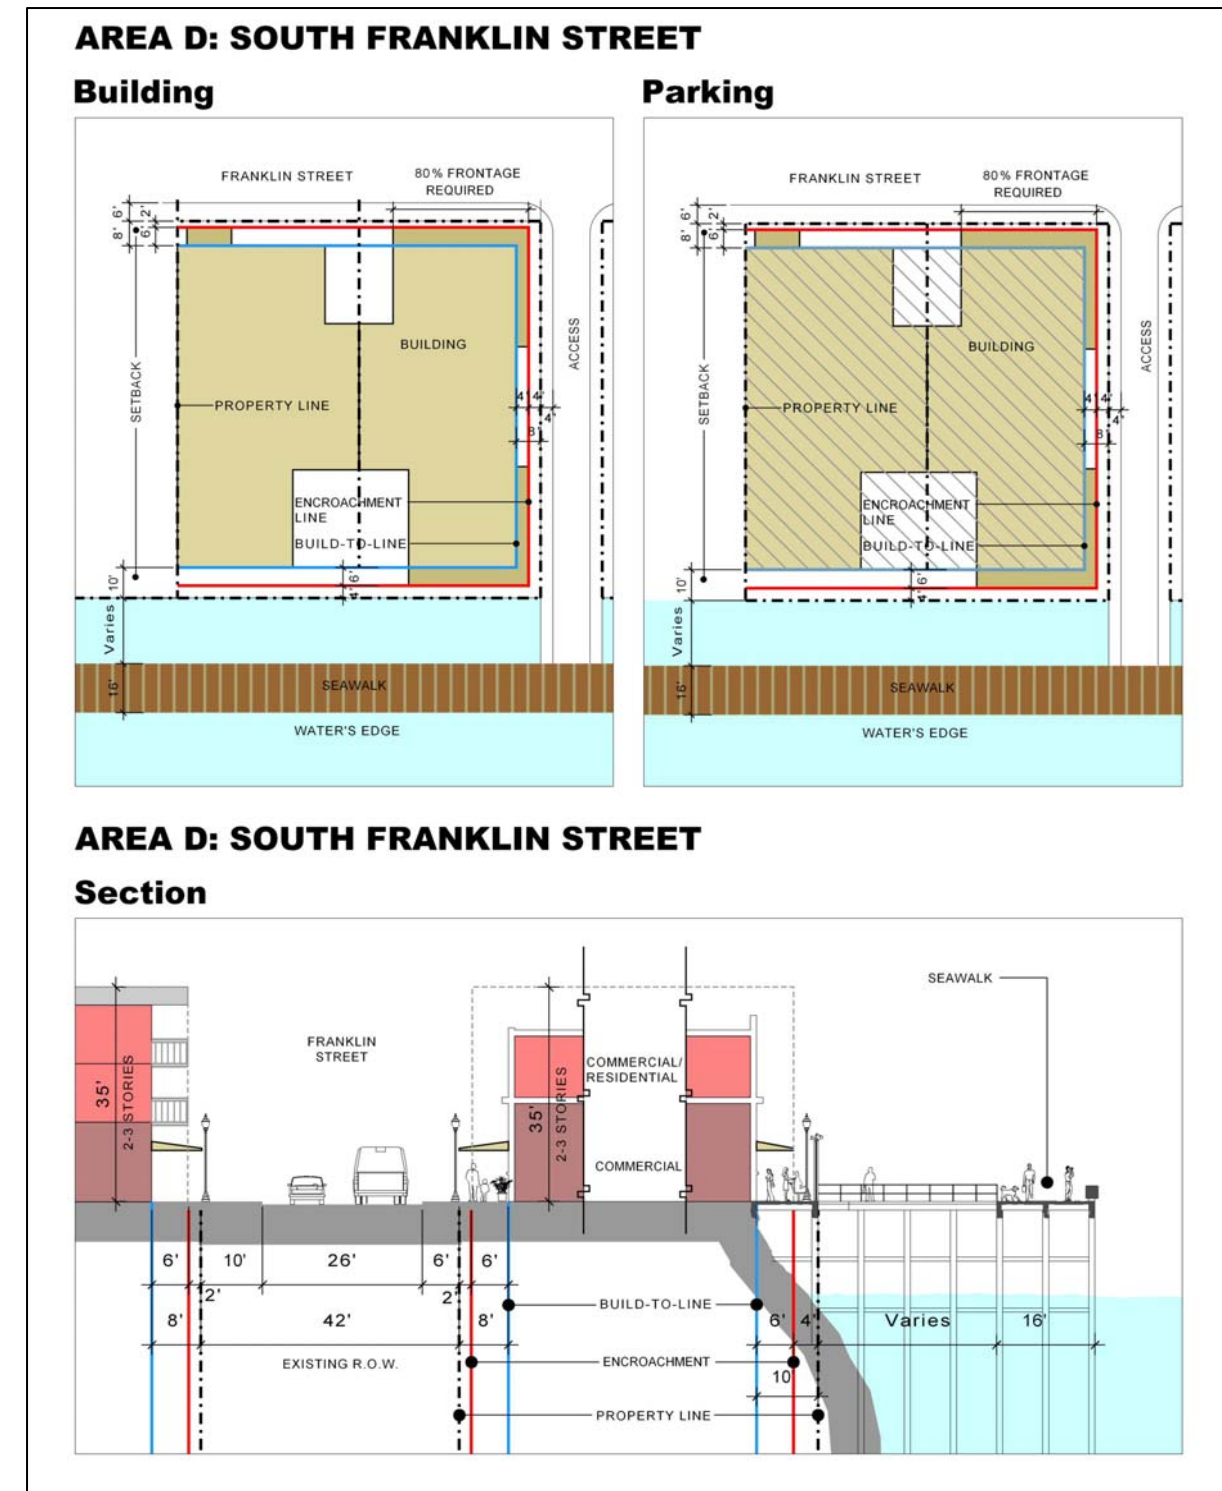 AREA D: SOUTH FRANKLIN STREET
Building
FRANKLIN STREET
80% FRONTAGE
REQUIRED
6'
2'
8'
6'
SETBACK
BUILDING
ACCESS
PROPERTY LINE
4'
4'
4'
8'
ENCROACHMENT
LINE
BUILD-TO-LINE
10'
6'
4'
Varies
16'
SEAWALK
WATER'S EDGE
Parking
FRANKLIN STREET
80% FRONTAGE
REQUIRED
6'
2'
8'
6'
SETBACK
BUILDING
ACCESS
PROPERTY LINE
4'
4'
4'
8'
ENCROACHMENT
LINE
BUILD-TO-LINE
10'
6'
4'
Varies
16'
SEAWALK
WATER'S EDGE
AREA D: SOUTH FRANKLIN STREET
Section
SEAWALK
FRANKLIN
STREET
35'
2-3 STORIES
35'
2-3 STORIES
COMMERCIAL/
RESIDENTIAL
COMMERCIAL
6'
10'
26'
6'
6'
2'
2'
8'
42'
8'
BUILD-TO-LINE
6'
4'
Varies
16'
EXISTING R.O.W.
ENCROACHMENT
10'
PROPERTY LINE